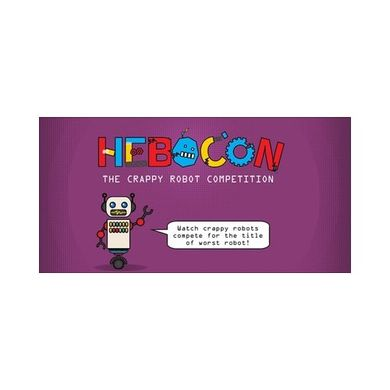 HEBOCON
THE CRAPPY ROBOT COMPETITION
Watch crappy robots
compete for the title
of worst robot!